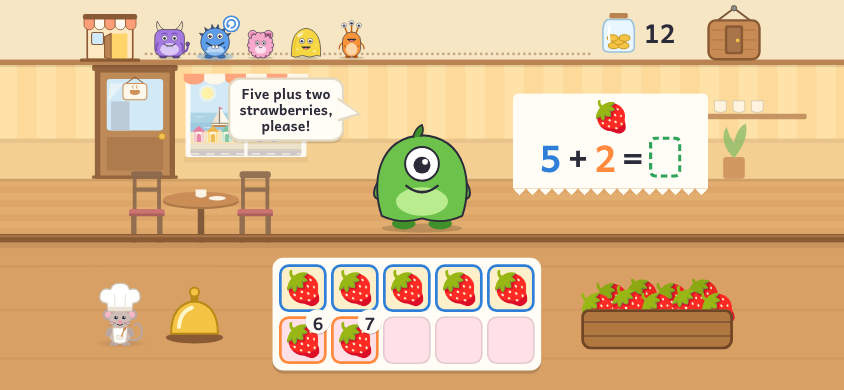 12
Five plus two
strawberries,
please!
5 + 2 =
6 7